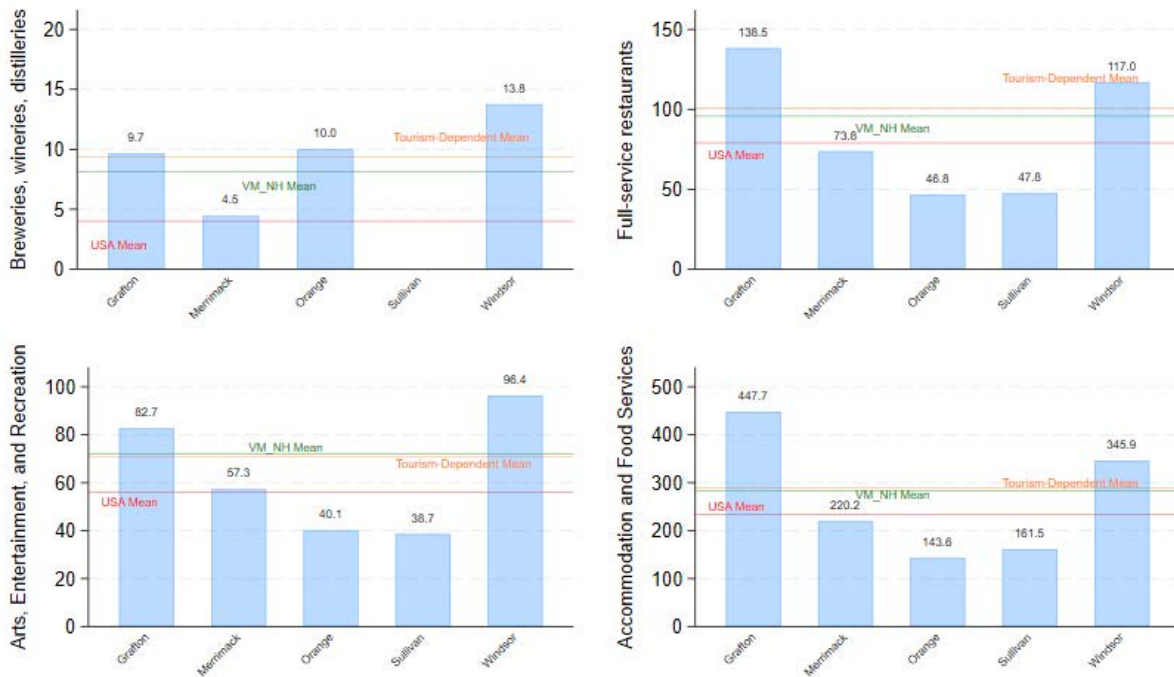 Breweries, wineries, distilleries
20
15
10
5
0
9.7
4.5
10.0
13.8
Tourism-Dependent Mean
VM_NH Mean
USA Mean
Grafton
Merrimack
Orange
Sullivan
Windsor
Full-service restaurants
150
100
50
0
138.5
73.8
46.8
47.8
117.0
Tourism-Dependent Mean
VM_NH Mean
USA Mean
Grafton
Merrimack
Orange
Sullivan
Windsor
Arts, Entertainment, and Recreation
100
80
60
40
20
0
82.7
57.3
40.1
38.7
96.4
VM_NH Mean
Tourism-Dependent Mean
USA Mean
Grafton
Merrimack
Orange
Sullivan
Windsor
Accommodation and Food Services
500
400
300
200
100
0
447.7
220.2
143.6
161.5
345.9
Tourism-Dependent Mean
VM_NH Mean
USA Mean
Grafton
Merrimack
Orange
Sullivan
Windsor